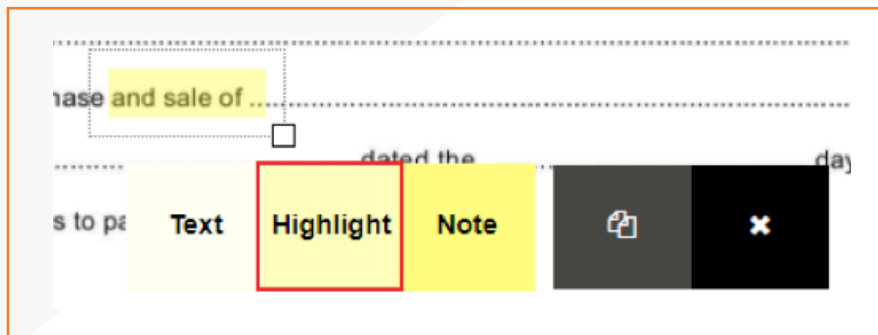 hase and sale of ........................................................................
................ dated the ........................ day
s to pa
Text Highlight Note